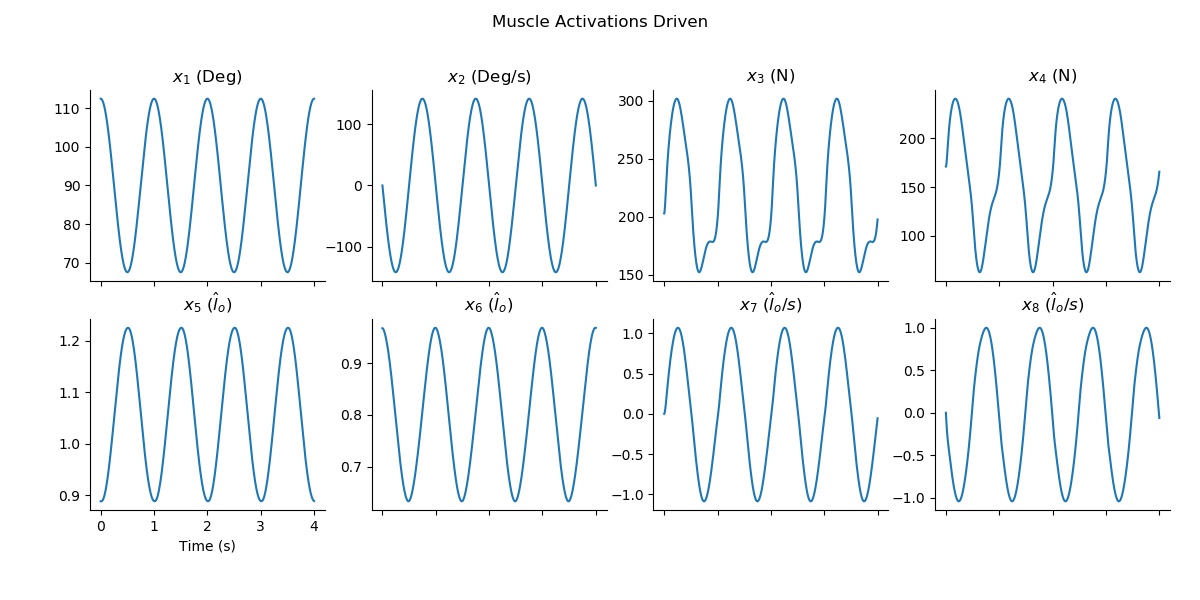 Muscle Activations Driven
x₁ (Deg)
110
100
90
80
70
x₂ (Deg/s)
100
0
−100
x₃ (N)
300
250
200
150
x₄ (N)
200
150
100
x₅ (l̂ₒ)
1.2
1.1
1.0
0.9
0 1 2 3 4
Time (s)
x₆ (l̂ₒ)
0.9
0.8
0.7
x₇ (l̂ₒ/s)
1.0
0.5
0.0
−0.5
−1.0
x₈ (l̂ₒ/s)
1.0
0.5
0.0
−0.5
−1.0